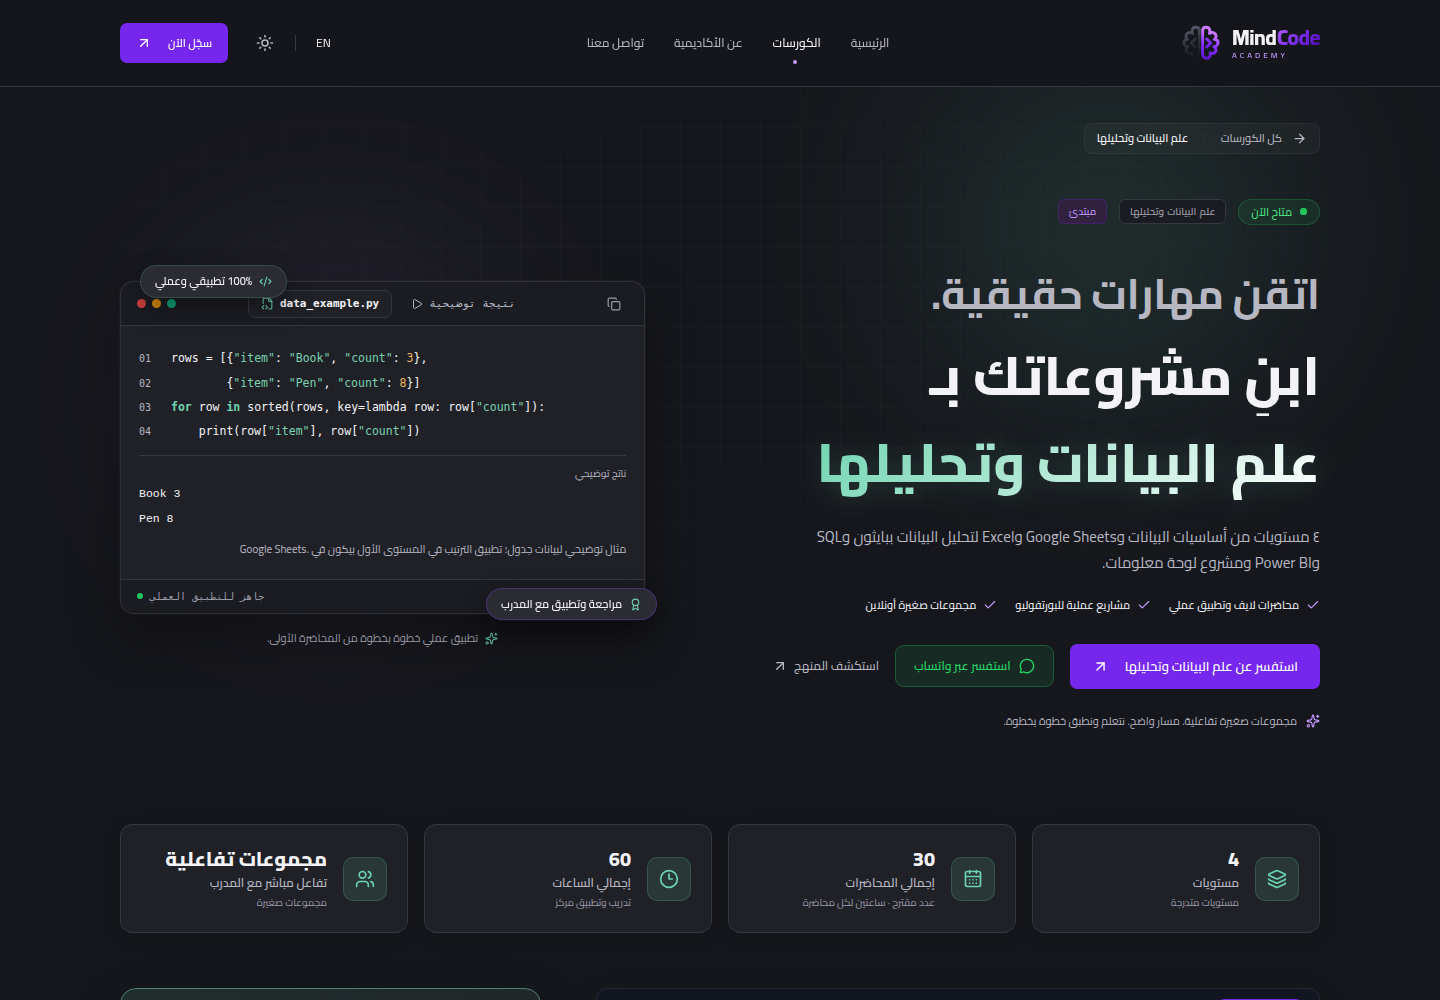 MindCode
ACADEMY
الرئيسية
الكورسات
عن الأكاديمية
تواصل معنا
EN
سجّل الآن
كل الكورسات / علم البيانات وتحليلها
متاح الآن
علم البيانات وتحليلها
مبتدئ
اتقن مهارات حقيقية.
ابنِ مشروعاتك بـ
علم البيانات وتحليلها
٤ مستويات من أساسيات البيانات وGoogle Sheets وExcel لتحليل البيانات ببايثون وSQL
وPower BI ومشروع لوحة معلومات.
محاضرات لايف وتطبيق عملي
مشاريع عملية للبورتفوليو
مجموعات صغيرة أونلاين
استفسر عن علم البيانات وتحليلها
استفسر عبر واتساب
استكشف المنهج
مجموعات صغيرة تفاعلية. مسار واضح. نتعلم ونطبق خطوة بخطوة.
100% تطبيقي وعملي
data_example.py
نتيجة توضيحية
01 rows = [{"item": "Book", "count": 3},
02 {"item": "Pen", "count": 8}]
03 for row in sorted(rows, key=lambda row: row["count"]):
04 print(row["item"], row["count"])
ناتج توضيحي
Book 3
Pen 8
مثال توضيحي لبيانات جدول؛ تطبيق الترتيب في المستوى الأول بيكون في Google Sheets.
جاهز للتطبيق العملي
مراجعة وتطبيق مع المدرب
تطبيق عملي خطوة بخطوة من المحاضرة الأولى.
4
مستويات
مستويات متدرجة
30
إجمالي المحاضرات
عدد مقترح · ساعتين لكل محاضرة
60
إجمالي الساعات
تدريب وتطبيق مركز
مجموعات تفاعلية
تفاعل مباشر مع المدرب
مجموعات صغيرة